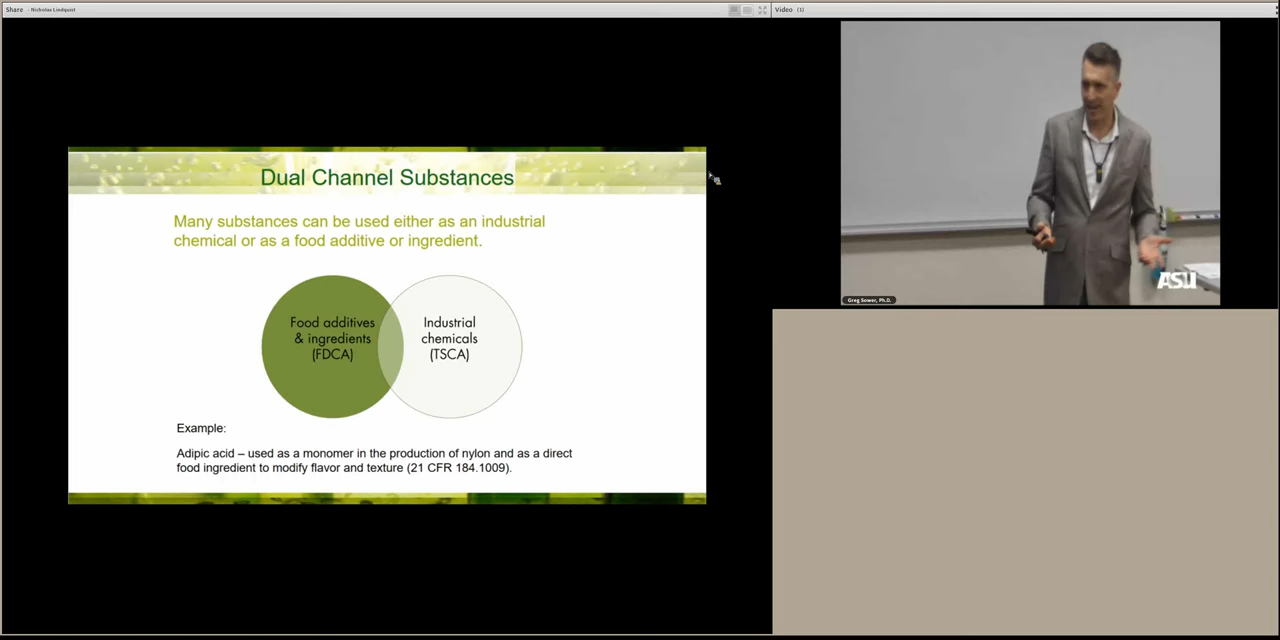 Share - Nicholas Lindquist
Video (1)
Dual Channel Substances
Many substances can be used either as an industrial
chemical or as a food additive or ingredient.
Food additives
& ingredients
(FDCA)
Industrial
chemicals
(TSCA)
Example:
Adipic acid – used as a monomer in the production of nylon and as a direct
food ingredient to modify flavor and texture (21 CFR 184.1009).
Greg Sower, Ph.D.
ASU